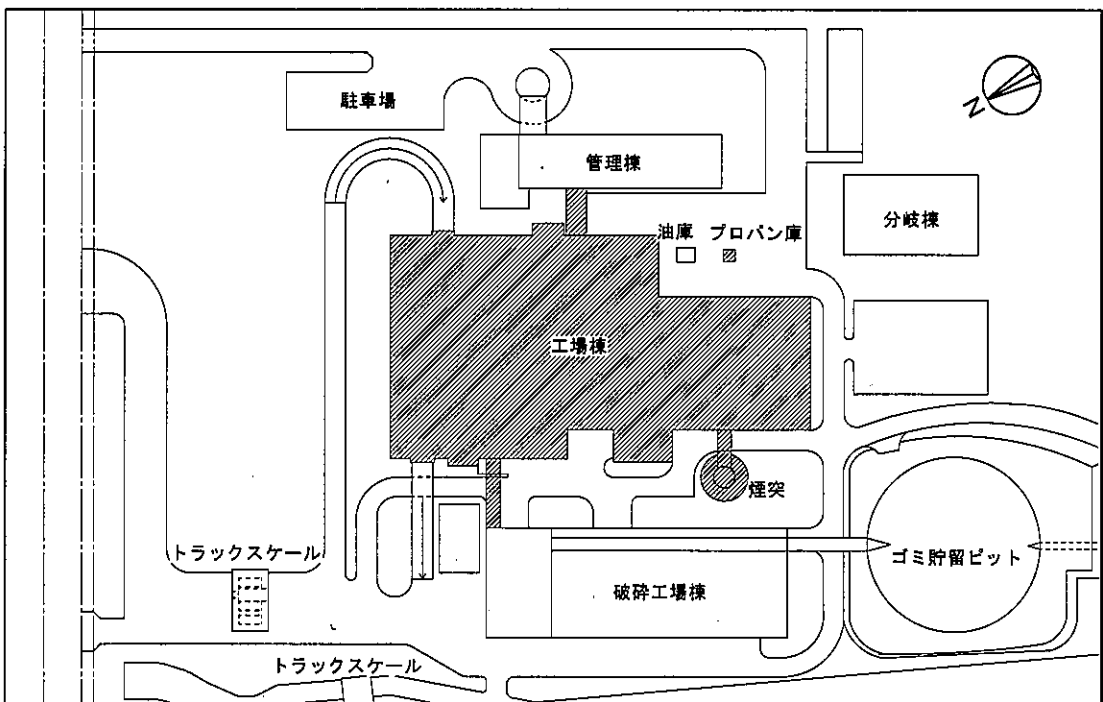 駐車場
N
管理棟
分岐棟
油庫
プロパン庫
工場棟
煙突
トラックスケール
ゴミ貯留ピット
破砕工場棟
トラックスケール